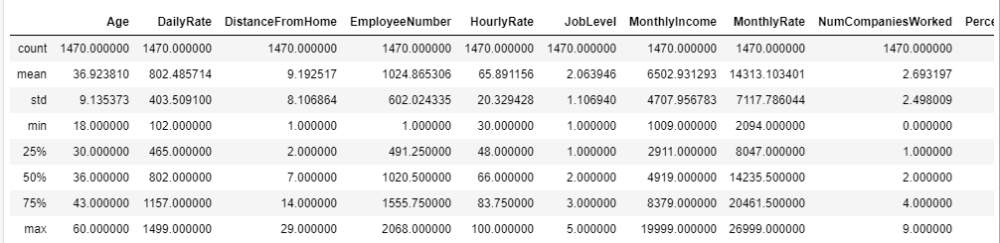 Age DailyRate DistanceFromHome EmployeeNumber HourlyRate JobLevel MonthlyIncome MonthlyRate NumCompaniesWorked Perce
count 1470.000000 1470.000000 1470.000000 1470.000000 1470.000000 1470.000000 1470.000000 1470.000000 1470.000000
mean 36.923810 802.485714 9.192517 1024.865306 65.891156 2.063946 6502.931293 14313.103401 2.693197
std 9.135373 403.509100 8.106864 602.024335 20.329428 1.106940 4707.956783 7117.786044 2.498009
min 18.000000 102.000000 1.000000 1.000000 30.000000 1.000000 1009.000000 2094.000000 0.000000
25% 30.000000 465.000000 2.000000 491.250000 48.000000 1.000000 2911.000000 8047.000000 1.000000
50% 36.000000 802.000000 7.000000 1020.500000 66.000000 2.000000 4919.000000 14235.500000 2.000000
75% 43.000000 1157.000000 14.000000 1555.750000 83.750000 3.000000 8379.000000 20461.500000 4.000000
max 60.000000 1499.000000 29.000000 2068.000000 100.000000 5.000000 19999.000000 26999.000000 9.000000